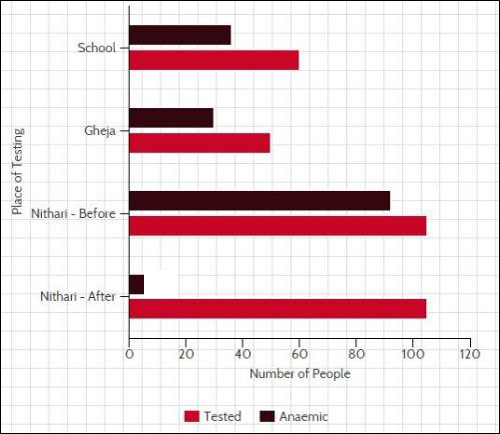 School
Gheja
Nithari - Before
Nithari - After
Place of Testing
0 20 40 60 80 100 120
Number of People
Tested Anaemic